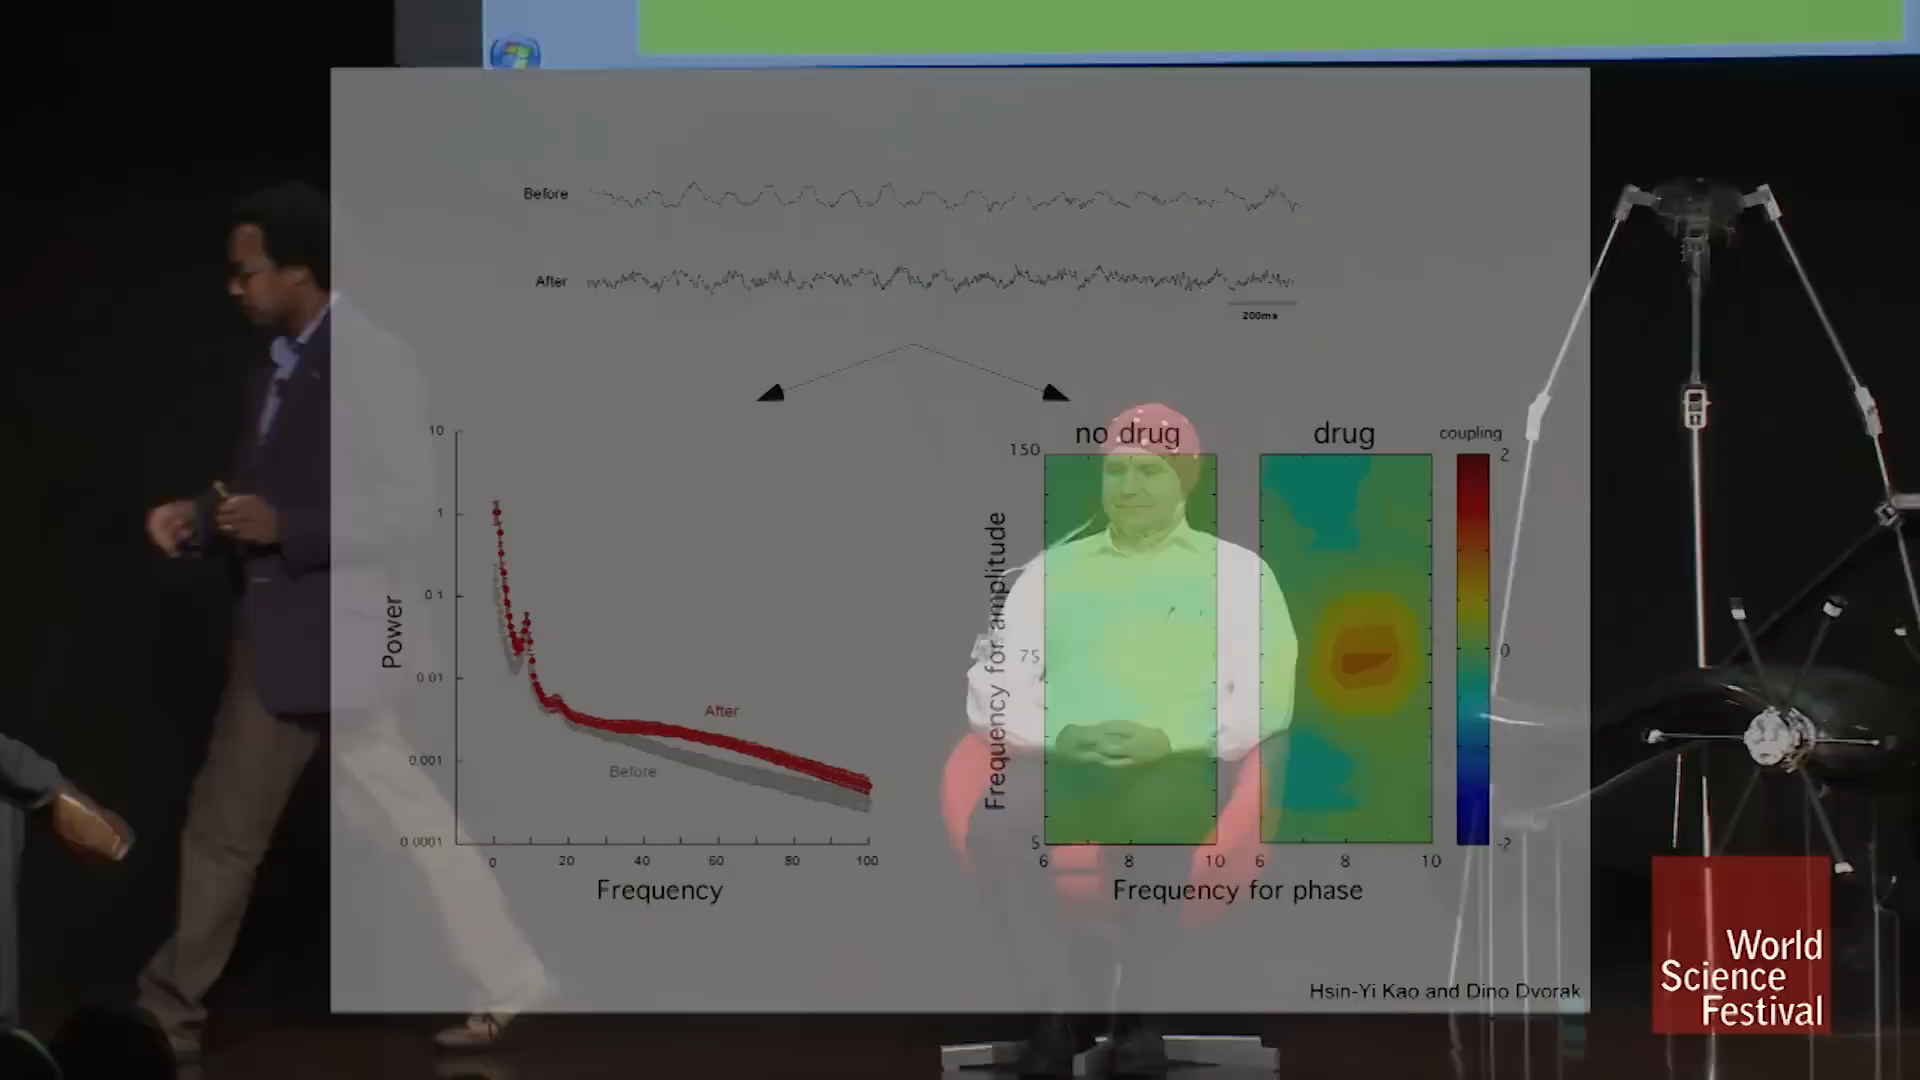 Before
After
200ms
10
1
0.1
0.01
0.001
0.0001
Power
After
Before
0
20
40
60
80
100
Frequency
no drug
drug
coupling
150
75
5
Frequency for amplitude
6
8
10
6
8
10
Frequency for phase
2
0
-2
Hsin-Yi Kao and Dino Dvorak
World
Science
Festival